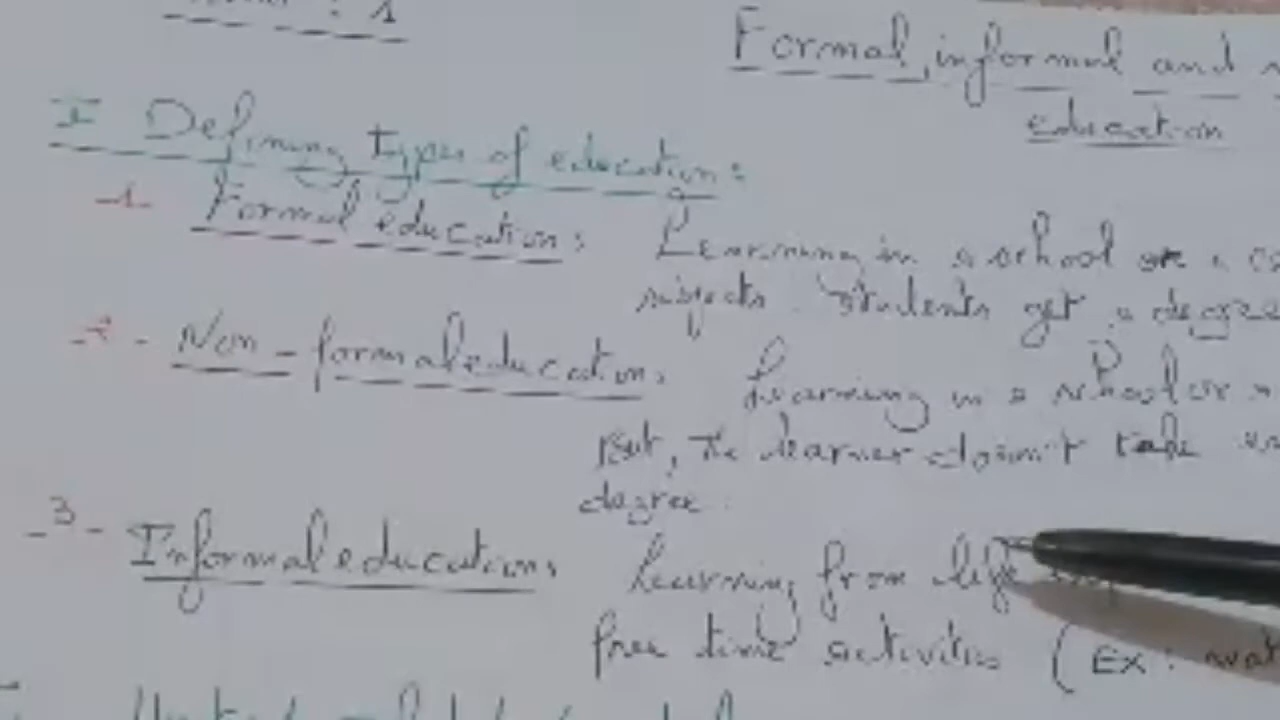 : 1
Formal, informal and
education
I Defining types of education:
-1- Formal education: Learning in a school or a
subjects. Students get a degree
-2- Non-formal education: Learning in a school or
But, the learner doesn't take
degree.
-3- Informal education: Learning from life
free time activities (Ex: